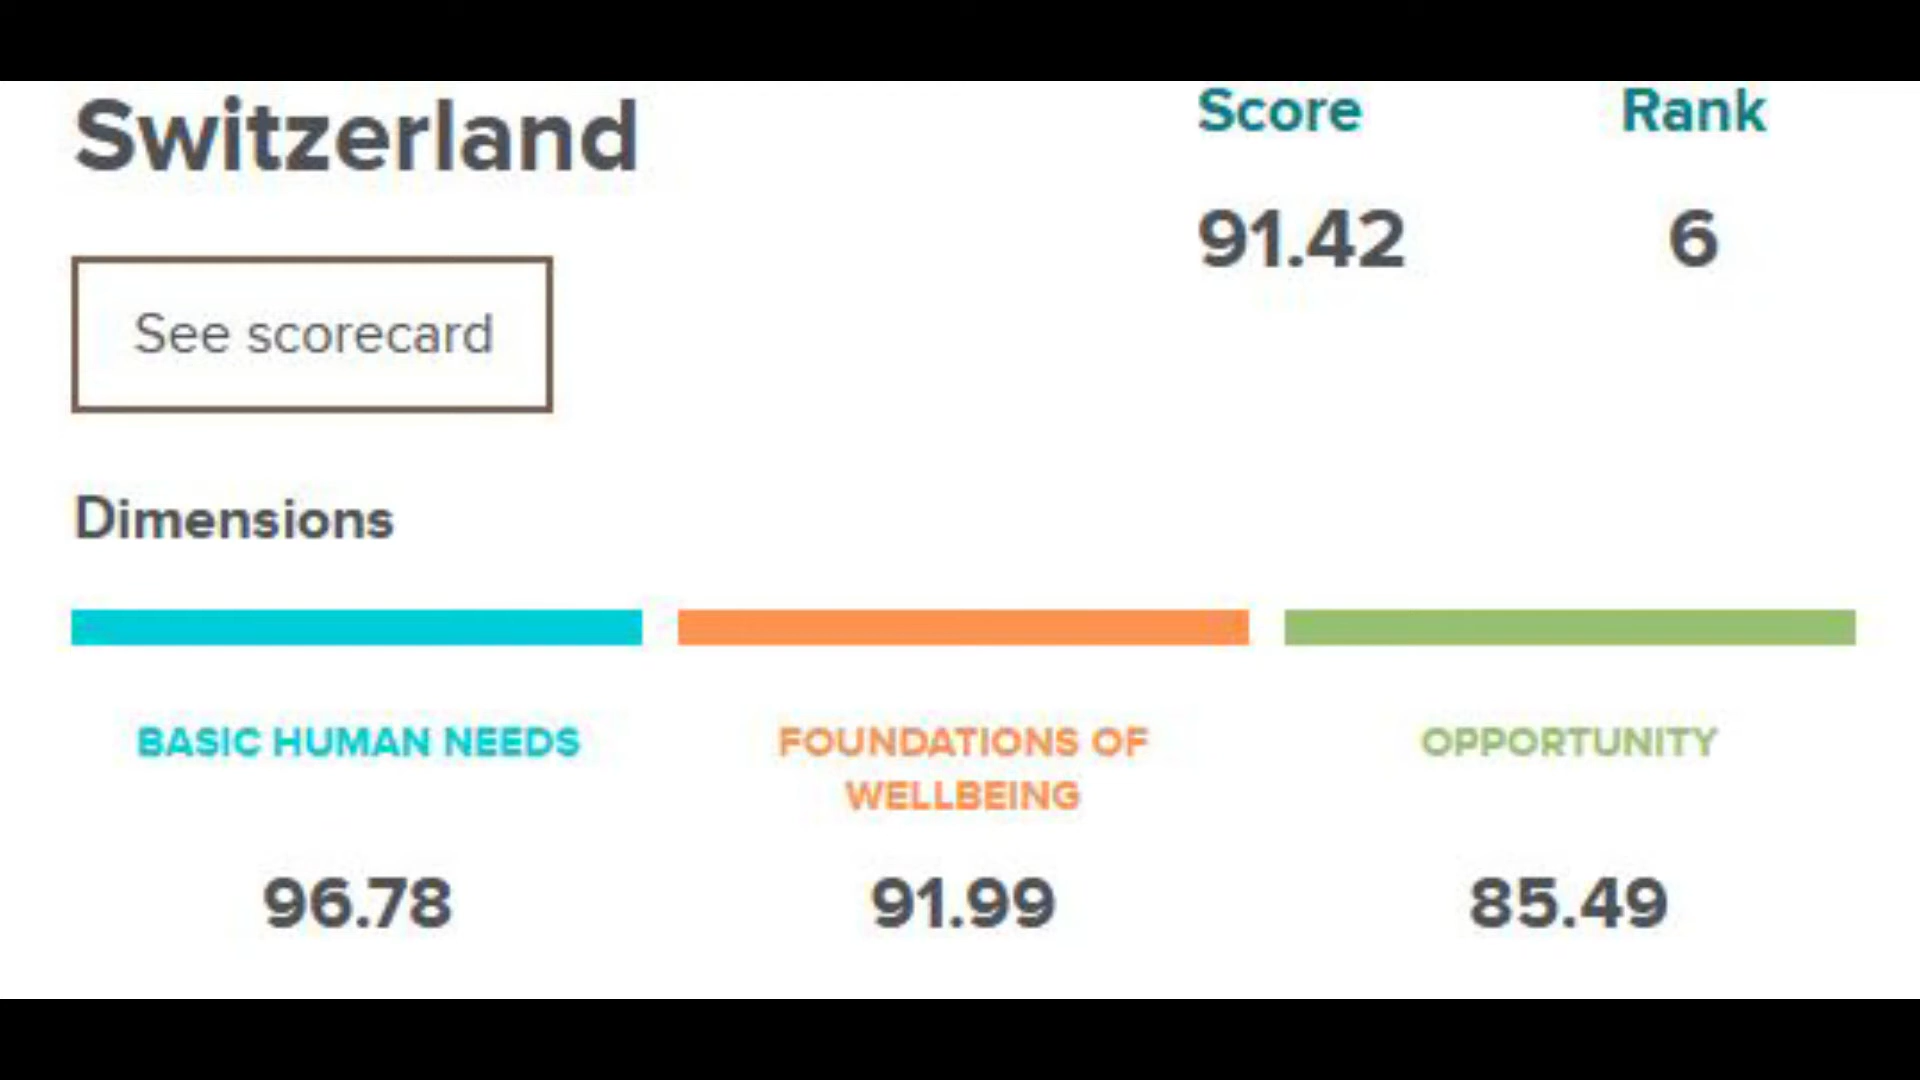 Switzerland
Score
Rank
91.42
6
See scorecard
Dimensions
BASIC HUMAN NEEDS
FOUNDATIONS OF
WELLBEING
OPPORTUNITY
96.78
91.99
85.49